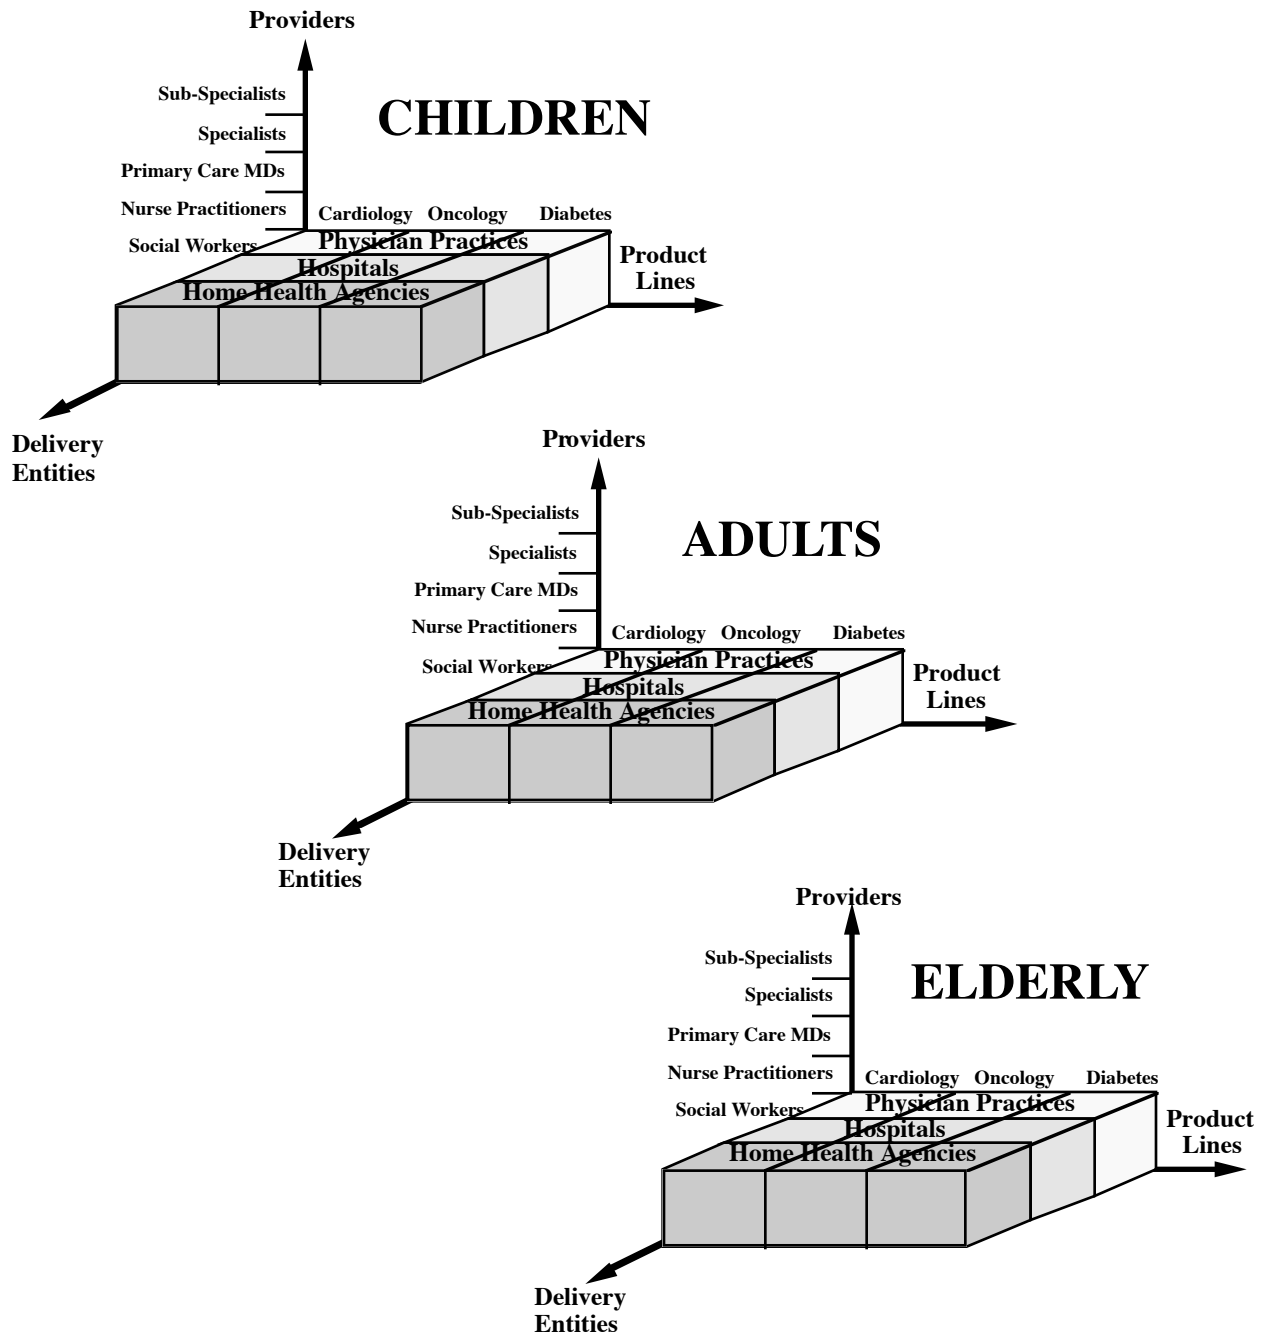 Providers
Sub-Specialists
CHILDREN
Specialists
Primary Care MDs
Nurse Practitioners
Cardiology Oncology Diabetes
Social Workers
Physician Practices
Hospitals
Home Health Agencies
Product
Lines
Delivery
Entities
Providers
Sub-Specialists
ADULTS
Specialists
Primary Care MDs
Nurse Practitioners
Cardiology Oncology Diabetes
Social Workers
Physician Practices
Hospitals
Home Health Agencies
Product
Lines
Delivery
Entities
Providers
Sub-Specialists
ELDERLY
Specialists
Primary Care MDs
Nurse Practitioners
Cardiology Oncology Diabetes
Social Workers
Physician Practices
Hospitals
Home Health Agencies
Product
Lines
Delivery
Entities